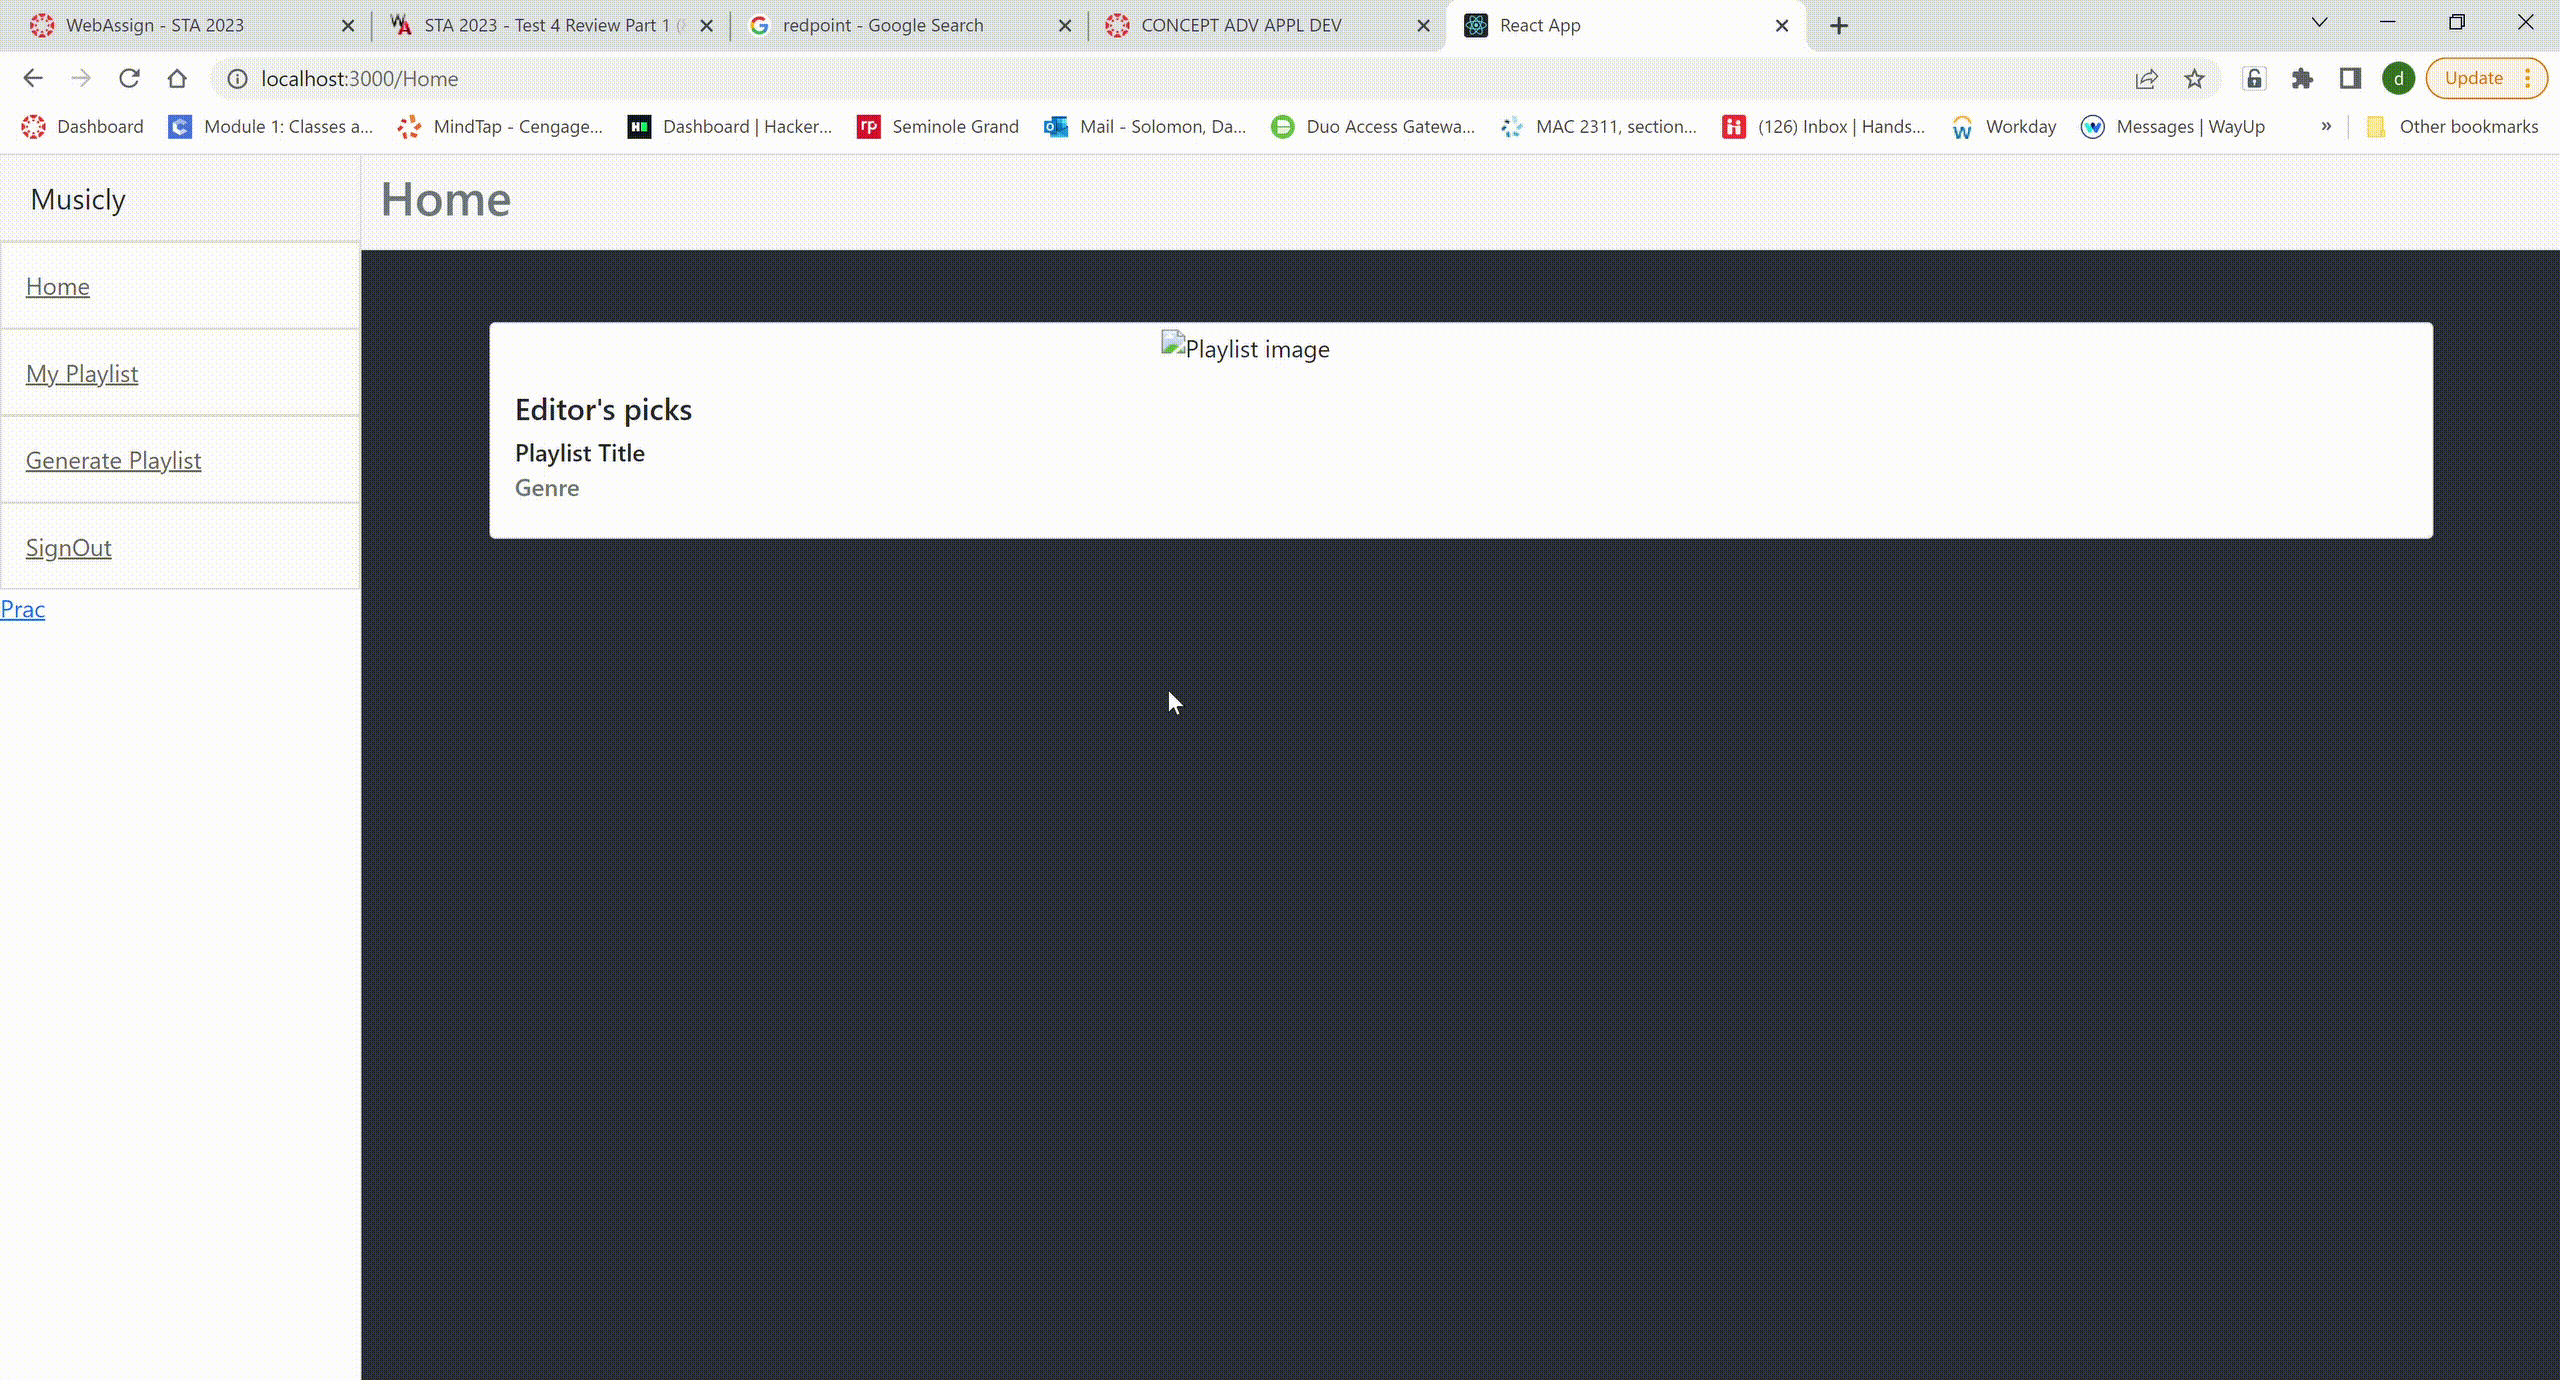 WebAssign - STA 2023
STA 2023 - Test 4 Review Part 1 (
redpoint - Google Search
CONCEPT ADV APPL DEV
React App
localhost:3000/Home
d
Update
Dashboard
Module 1: Classes a...
MindTap - Cengage...
Dashboard | Hacker...
Seminole Grand
Mail - Solomon, Da...
Duo Access Gatewa...
MAC 2311, section...
(126) Inbox | Hands...
Workday
Messages | WayUp
»
Other bookmarks
Musicly
Home
Home
My Playlist
Generate Playlist
SignOut
Prac
Playlist image
Editor's picks
Playlist Title
Genre